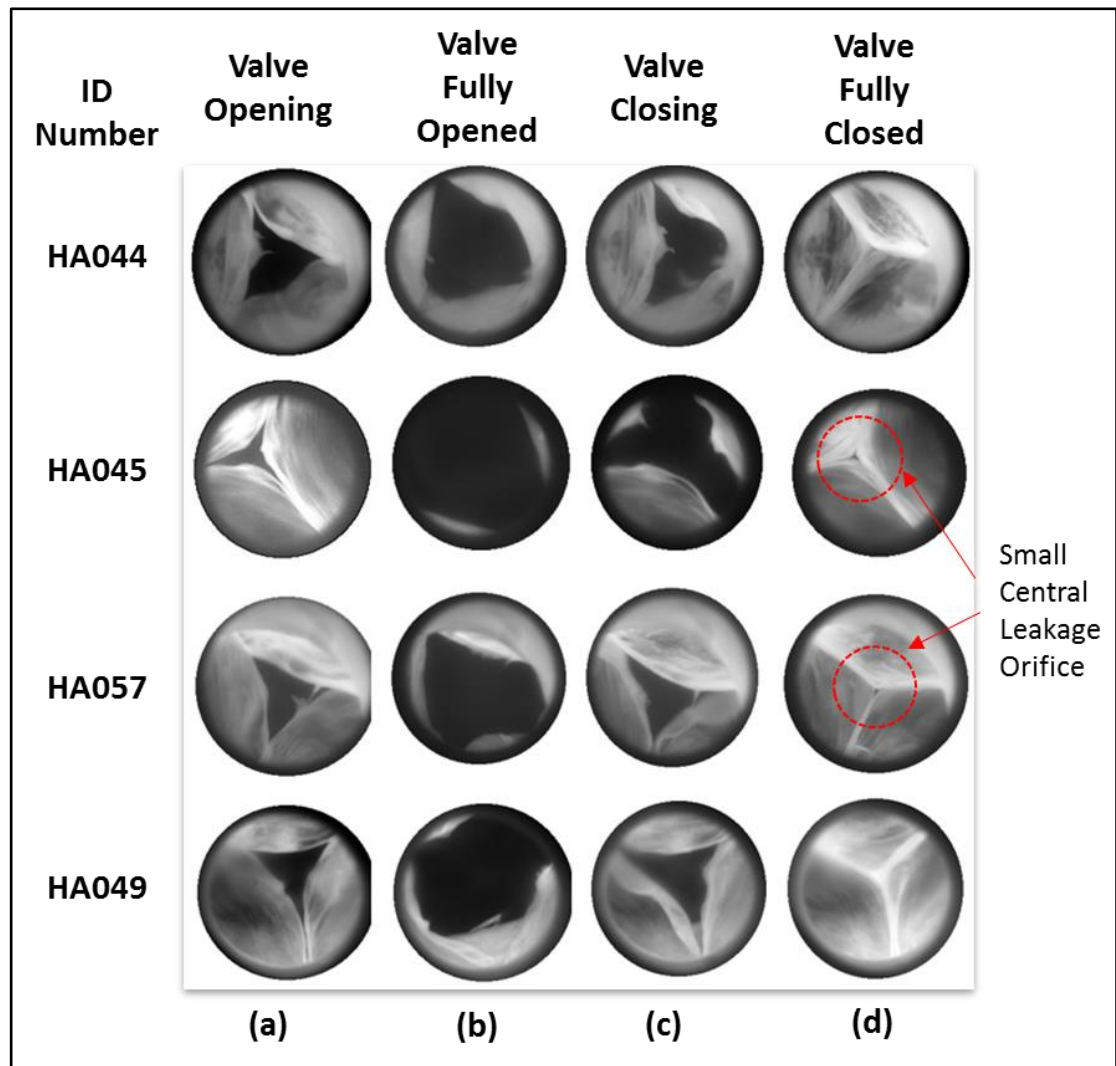 ID
Number
Valve
Opening
Valve
Fully
Opened
Valve
Closing
Valve
Fully
Closed
HA044
HA045
Small
Central
Leakage
Orifice
HA057
HA049
(a)
(b)
(c)
(d)